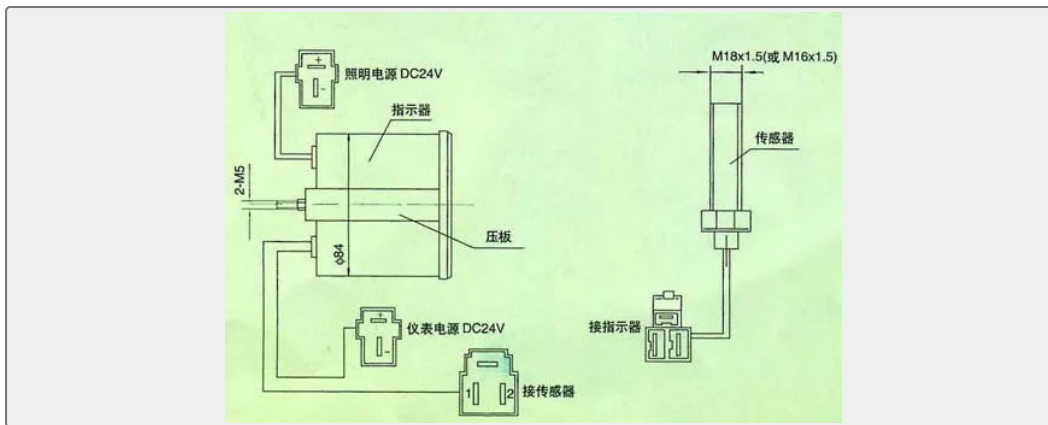 +
-
照明电源 DC24V
指示器
2-M5
压板
φ84
+
-
仪表电源 DC24V
1 2
接传感器
M18x1.5(或 M16x1.5)
传感器
接指示器